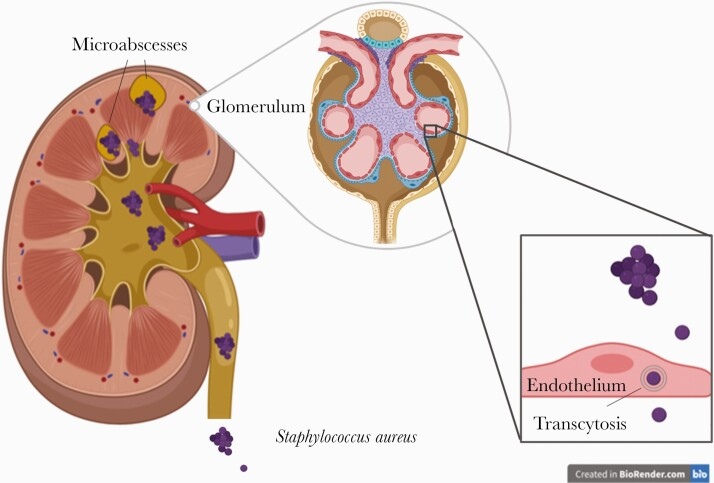 Microabscesses
Glomerulum
Endothelium
Transcytosis
Staphylococcus aureus
Created in BioRender.com bio